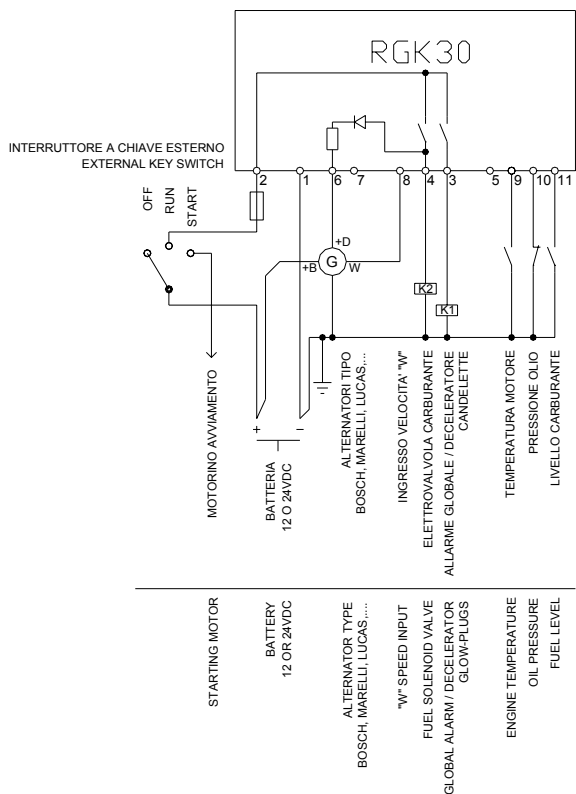 RGK30
INTERRUTTORE A CHIAVE ESTERNO
EXTERNAL KEY SWITCH
2
1
6
7
8
4
3
5
9
10
11
OFF
RUN
START
+D
+B
G
W
K2
K1
+
−
MOTORINO AVVIAMENTO
BATTERIA
12 O 24VDC
ALTERNATORI TIPO
BOSCH, MARELLI, LUCAS,...
INGRESSO VELOCITA' "W"
ELETTROVALVOLA CARBURANTE
ALLARME GLOBALE / DECELERATORE
CANDELETTE
TEMPERATURA MOTORE
PRESSIONE OLIO
LIVELLO CARBURANTE
STARTING MOTOR
BATTERY
12 OR 24VDC
ALTERNATOR TYPE
BOSCH, MARELLI, LUCAS,...
"W" SPEED INPUT
FUEL SOLENOID VALVE
GLOBAL ALARM / DECELERATOR
GLOW-PLUGS
ENGINE TEMPERATURE
OIL PRESSURE
FUEL LEVEL